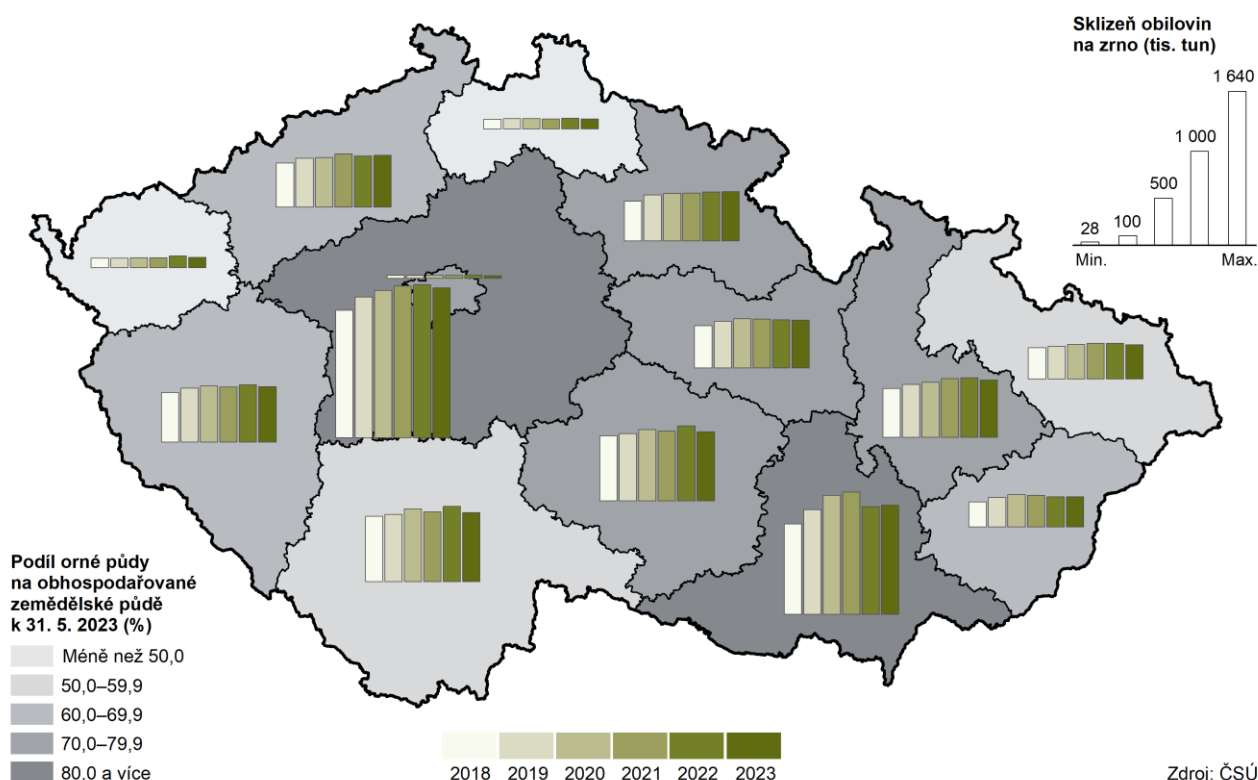 Sklizeň obilovin
na zrno (tis. tun)
1 640
1 000
500
100
28
Min.
Max.
Podíl orné půdy
na obhospodařované
zemědělské půdě
k 31. 5. 2023 (%)
Méně než 50,0
50,0–59,9
60,0–69,9
70,0–79,9
80.0 a více
2018 2019 2020 2021 2022 2023
Zdroj: ČSÚ